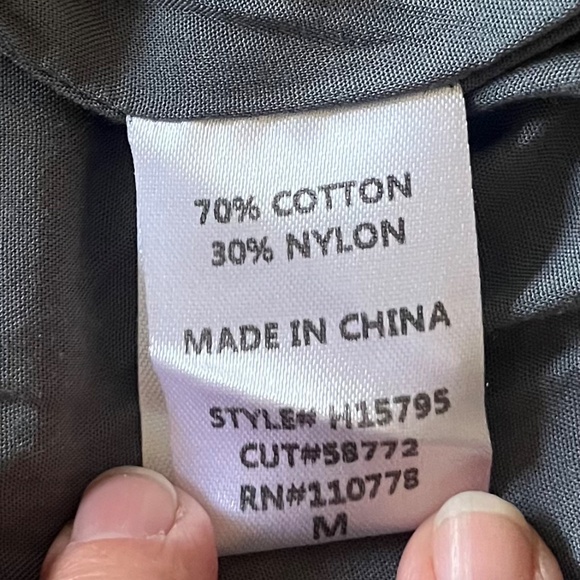 70% COTTON
30% NYLON
MADE IN CHINA
STYLE# H15795
CUT#58772
RN#110778
M